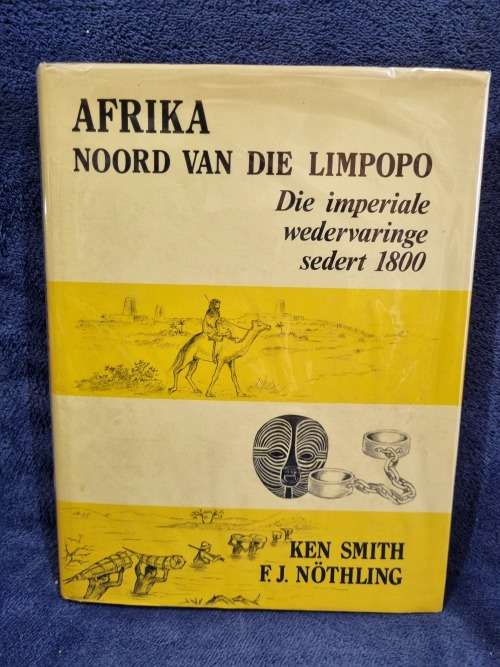 AFRIKA
NOORD VAN DIE LIMPOPO
Die imperiale
wedervaringe
sedert 1800
KEN SMITH
F.J. NÖTHLING